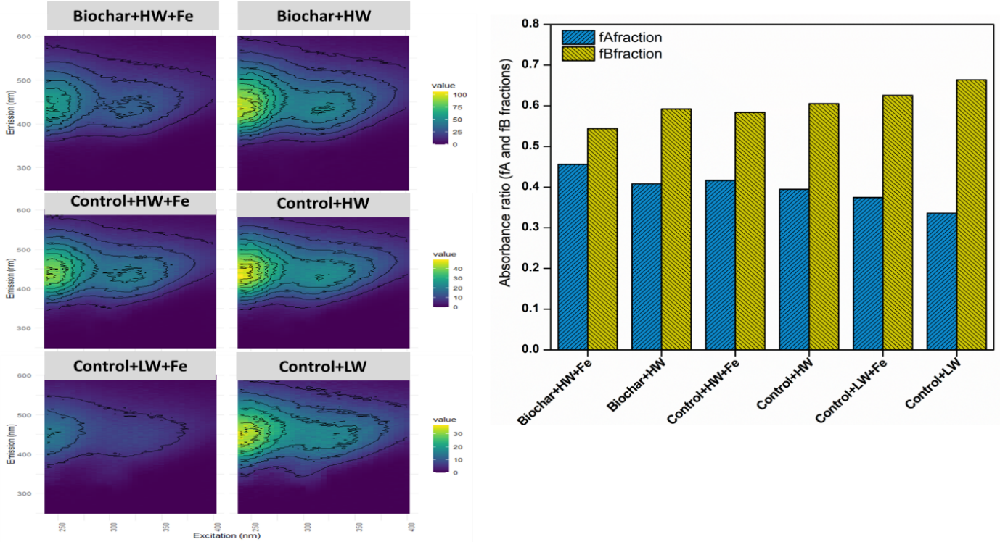 Biochar+HW+Fe
Biochar+HW
600
500
400
300
Emission (nm)
value
100
75
50
25
0
Control+HW+Fe
Control+HW
600
500
400
300
Emission (nm)
value
40
30
20
10
0
Control+LW+Fe
Control+LW
600
500
400
300
Emission (nm)
value
30
20
10
0
250
300
350
400
250
300
350
400
Excitation (nm)
Absorbance ratio (fA and fB fractions)
0.8
0.7
0.6
0.5
0.4
0.3
0.2
0.1
0.0
fAfraction
fBfraction
Biochar+HW+Fe
Biochar+HW
Control+HW+Fe
Control+HW
Control+LW+Fe
Control+LW